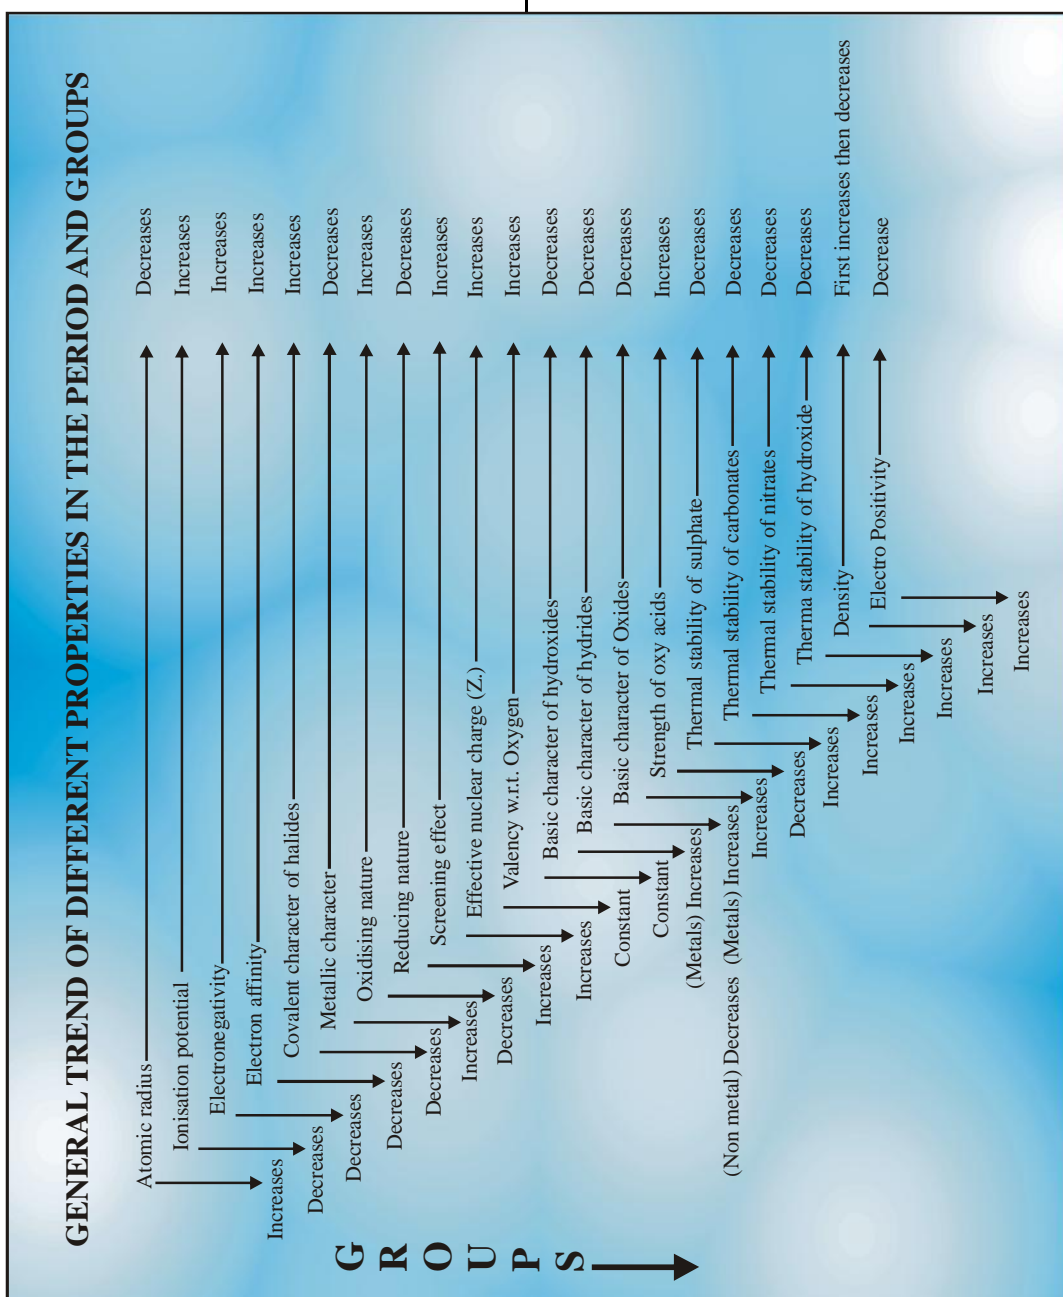 GENERAL TREND OF DIFFERENT PROPERTIES IN THE PERIOD AND GROUPS
GROUPS
Atomic radius Decreases
Increases
Ionisation potential Increases
Decreases
Electronegativity Increases
Decreases
Electron affinity Increases
Decreases
Covalent character of halides Increases
Decreases
Metallic character Decreases
Increases
Oxidising nature Increases
Decreases
Reducing nature Decreases
Increases
Screening effect Increases
Increases
Effective nuclear charge (Z.) Increases
Constant
Valency w.r.t. Oxygen Increases
Constant
Basic character of hydroxides Decreases
(Metals) Increases
Basic character of hydrides Decreases
(Non metal) Decreases (Metals) Increases
Basic character of Oxides Decreases
Increases
Strength of oxy acids Increases
Decreases
Thermal stability of sulphate Decreases
Increases
Thermal stability of carbonates Decreases
Increases
Thermal stability of nitrates Decreases
Increases
Therma stability of hydroxide Decreases
Increases
Density First increases then decreases
Increases
Electro Positivity Decrease
Increases